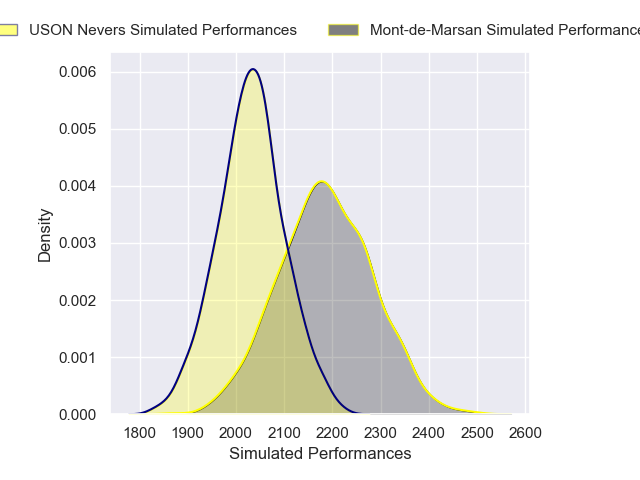 USON Nevers Simulated Performances Mont-de-Marsan Simulated Performance
0.006
0.005
0.004
0.003
0.002
0.001
0.000
Density
1800 1900 2000 2100 2200 2300 2400 2500 2600
Simulated Performances